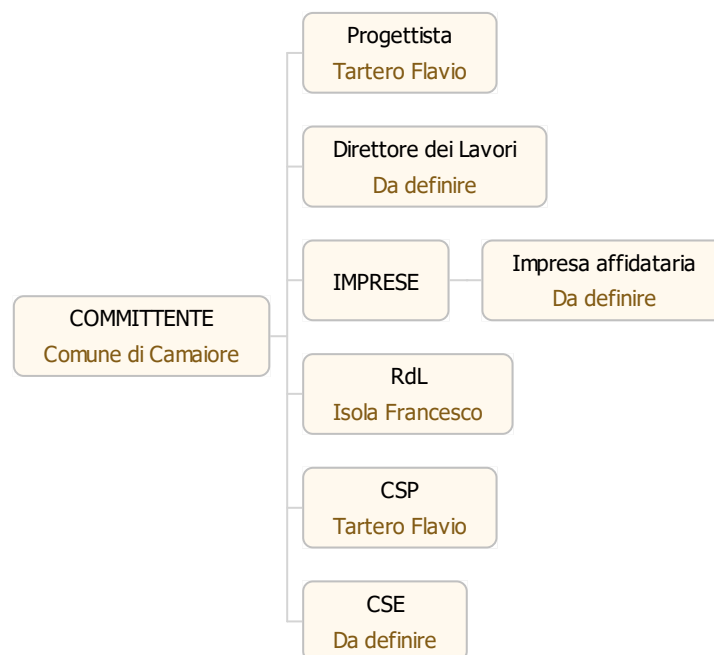 Progettista
Tartero Flavio
Direttore dei Lavori
Da definire
IMPRESE
Impresa affidataria
Da definire
COMMITTENTE
Comune di Camaiore
RdL
Isola Francesco
CSP
Tartero Flavio
CSE
Da definire